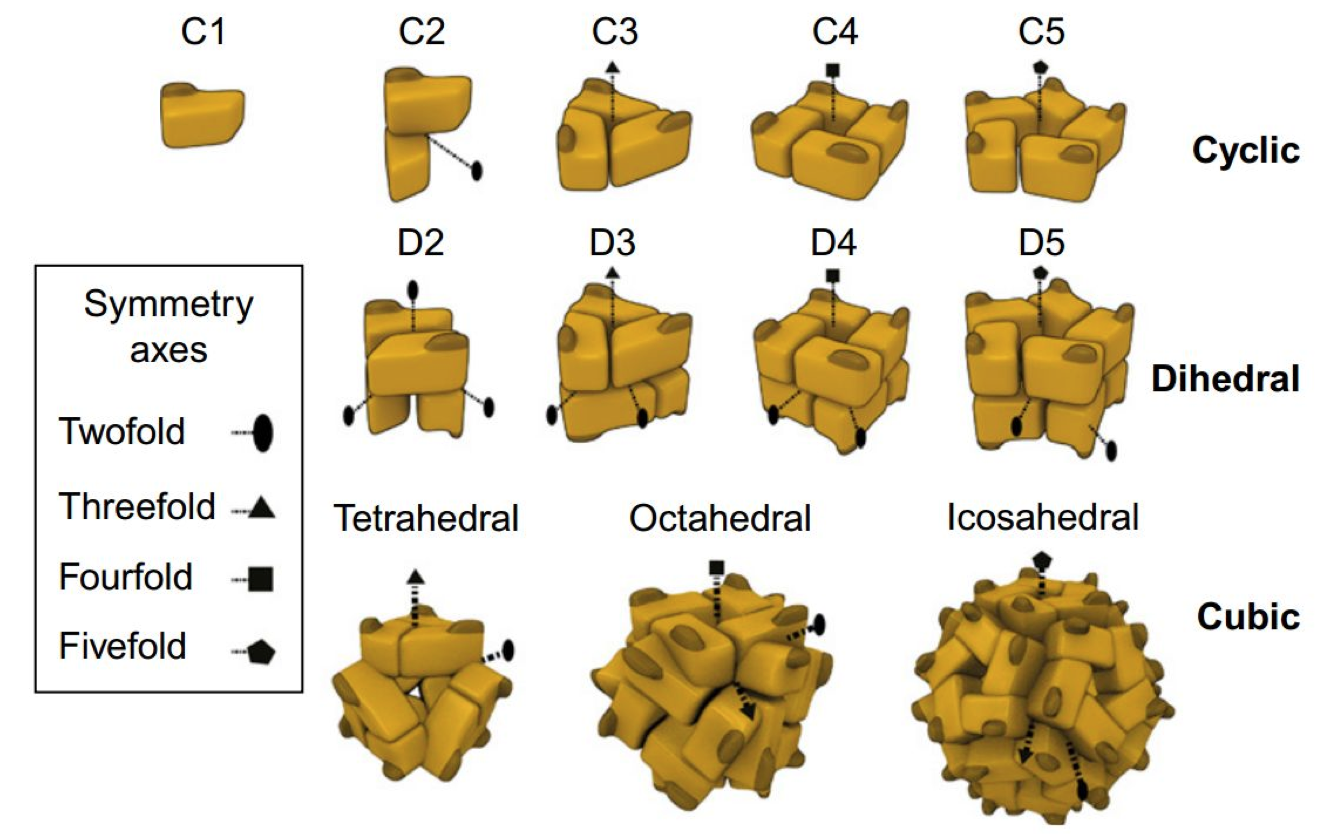 C1
C2
C3
C4
C5
Cyclic
D2
D3
D4
D5
Dihedral
Symmetry
axes
Twofold
Threefold
Fourfold
Fivefold
Tetrahedral
Octahedral
Icosahedral
Cubic